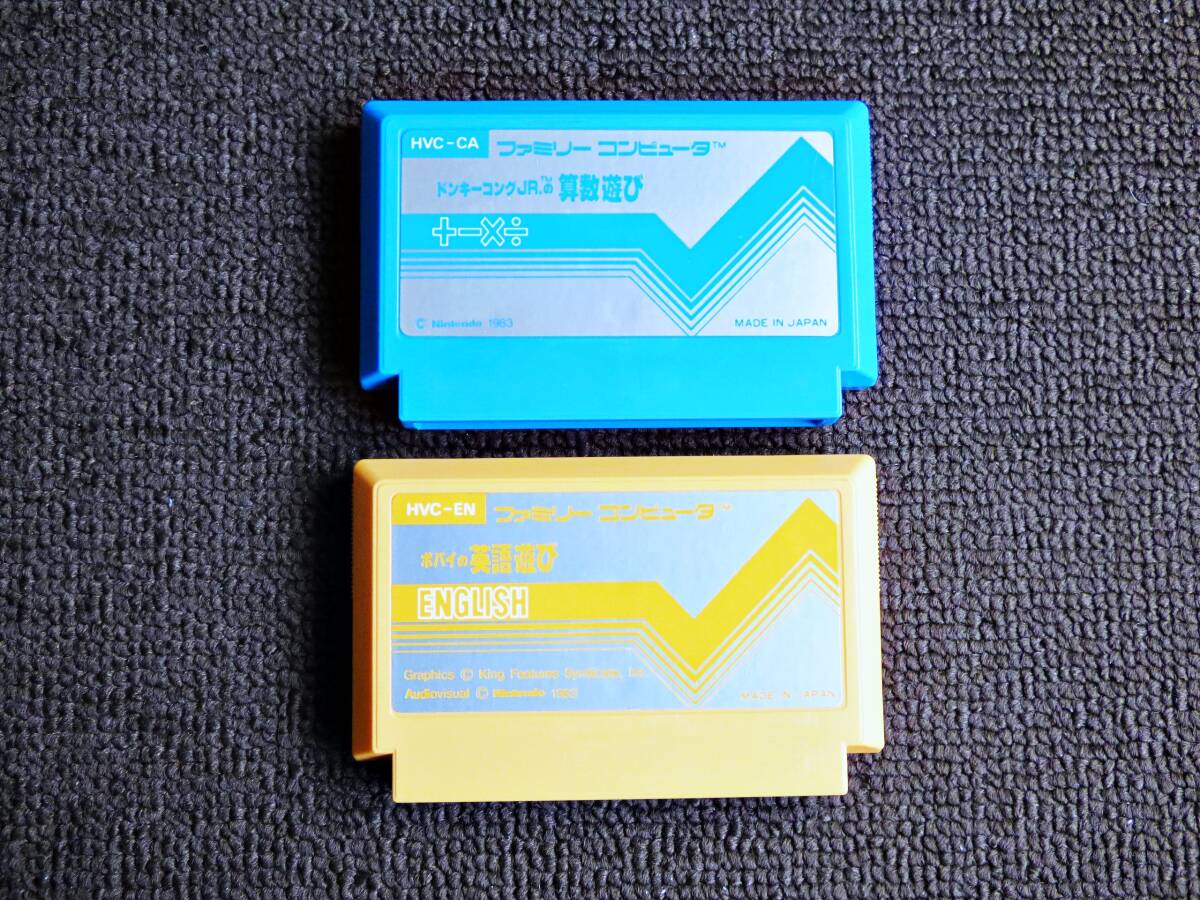 HVC-CA ファミリー コンピュータ™
ドンキーコングJR.™の 算数遊び
+−×÷
© Nintendo 1983 MADE IN JAPAN
HVC-EN ファミリー コンピュータ™
ポパイの 英語遊び
ENGLISH
Graphics © King Features Syndicate, Inc.
Audiovisual © Nintendo 1983 MADE IN JAPAN